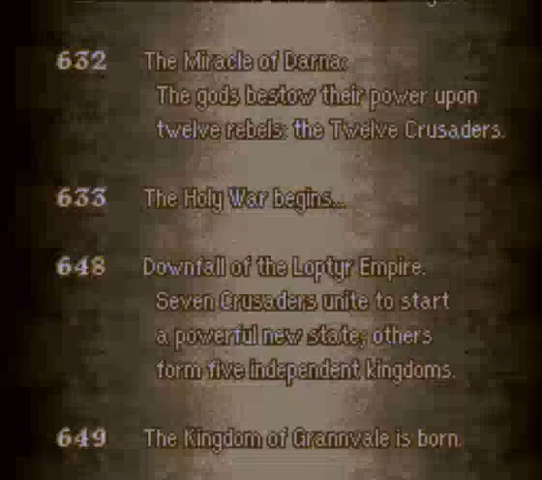 632 The Miracle of Darna:
The gods bestow their power upon
twelve rebels: the Twelve Crusaders.
633 The Holy War begins...
648 Downfall of the Loptyr Empire.
Seven Crusaders unite to start
a powerful new state; others
form five independent kingdoms.
649 The Kingdom of Grannvale is born.